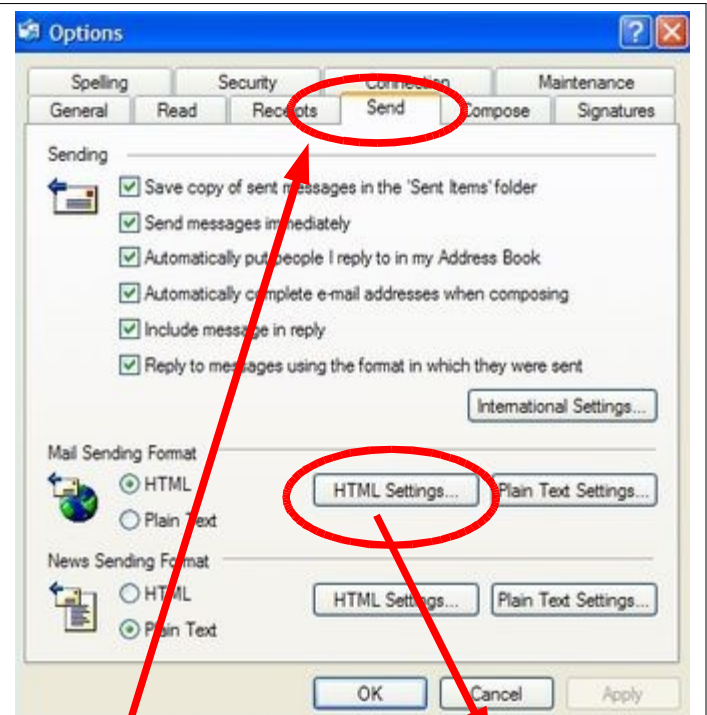 Options
Spelling Security Connection Maintenance
General Read Receipts Send Compose Signatures
Sending
Save copy of sent messages in the 'Sent Items' folder
Send messages immediately
Automatically put people I reply to in my Address Book
Automatically complete e-mail addresses when composing
Include message in reply
Reply to messages using the format in which they were sent
International Settings...
Mail Sending Format
HTML HTML Settings... Plain Text Settings...
Plain Text
News Sending Format
HTML HTML Settings... Plain Text Settings...
Plain Text
OK Cancel Apply